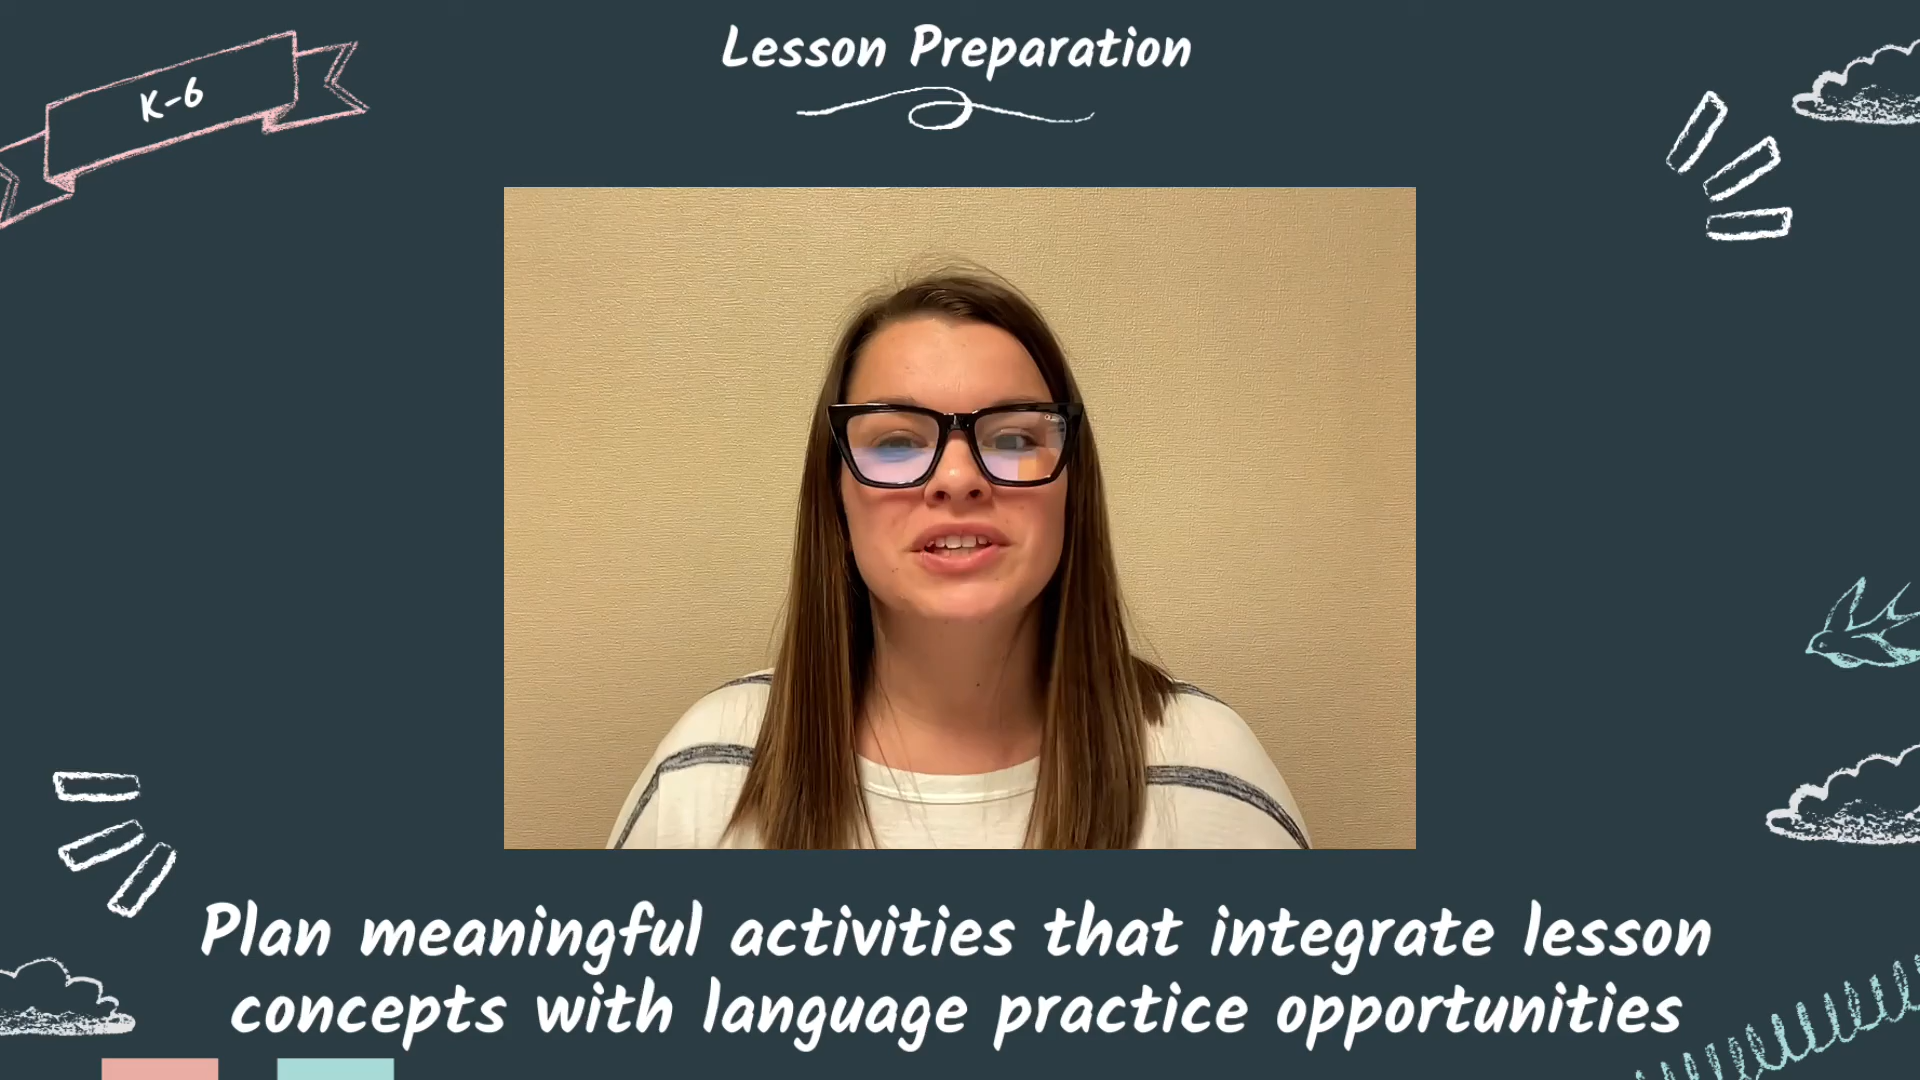 Lesson Preparation
K-6
Plan meaningful activities that integrate lesson
concepts with language practice opportunities